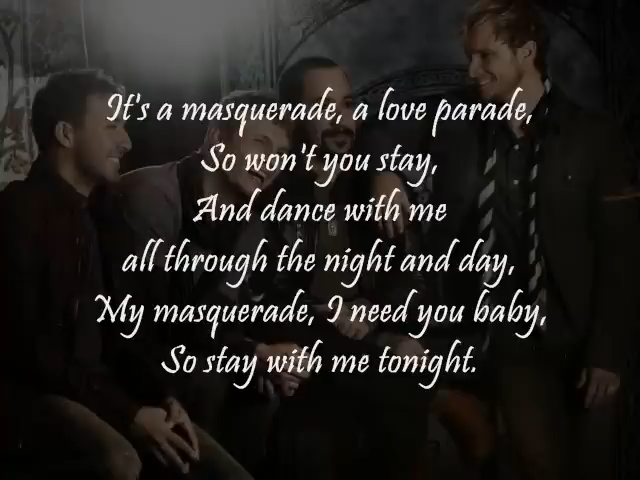 It's a masquerade, a love parade,
So won't you stay,
And dance with me
all through the night and day,
My masquerade, I need you baby,
So stay with me tonight.